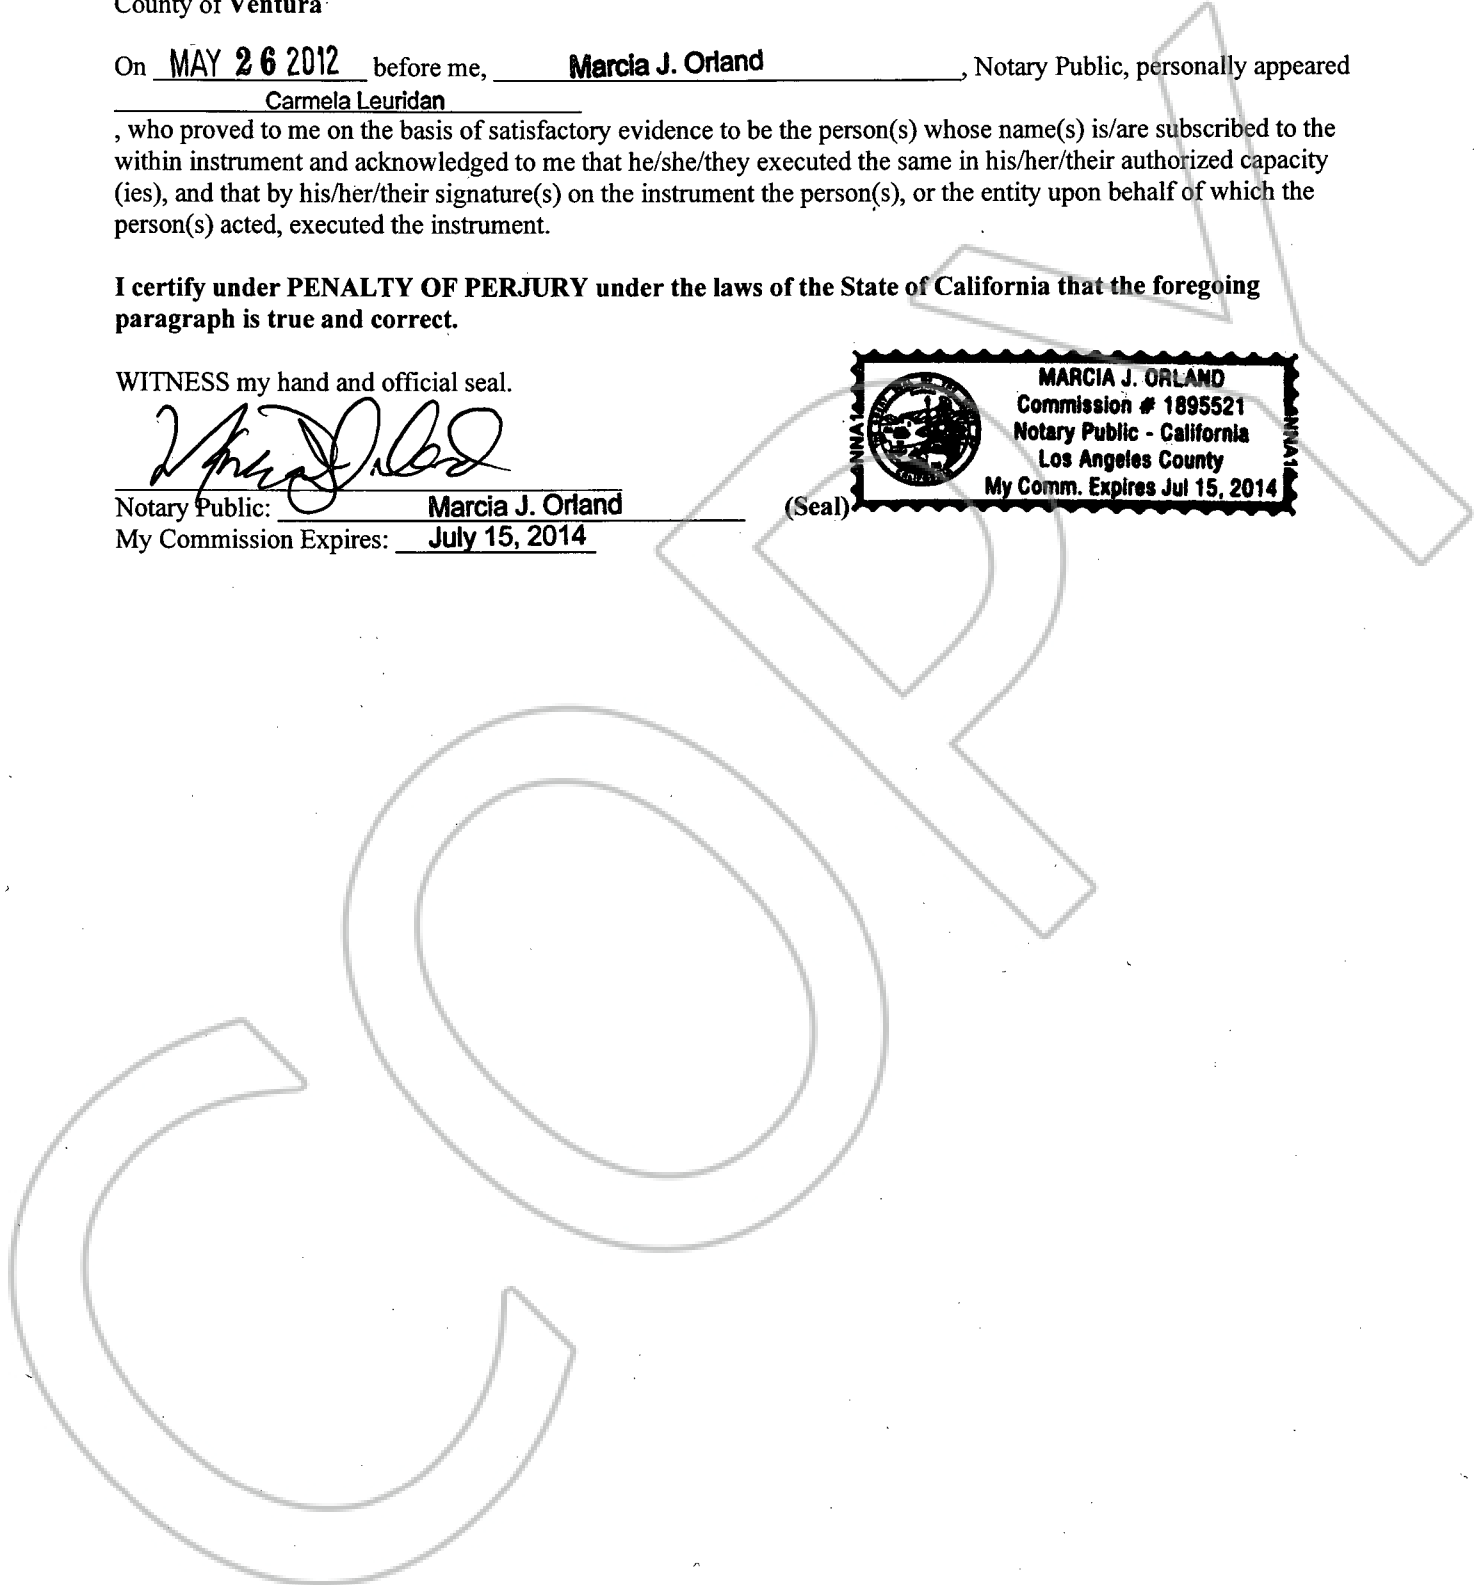 County of Ventura
On MAY 26 2012 before me, Marcia J. Orland, Notary Public, personally appeared
Carmela Leuridan
, who proved to me on the basis of satisfactory evidence to be the person(s) whose name(s) is/are subscribed to the
within instrument and acknowledged to me that he/she/they executed the same in his/her/their authorized capacity
(ies), and that by his/her/their signature(s) on the instrument the person(s), or the entity upon behalf of which the
person(s) acted, executed the instrument.
I certify under PENALTY OF PERJURY under the laws of the State of California that the foregoing
paragraph is true and correct.
WITNESS my hand and official seal.
Marcia J. Orland
Notary Public: Marcia J. Orland (Seal)
My Commission Expires: July 15, 2014
MARCIA J. ORLAND
Commission # 1895521
Notary Public - California
Los Angeles County
My Comm. Expires Jul 15, 2014
NNA1
NNA1
COPY